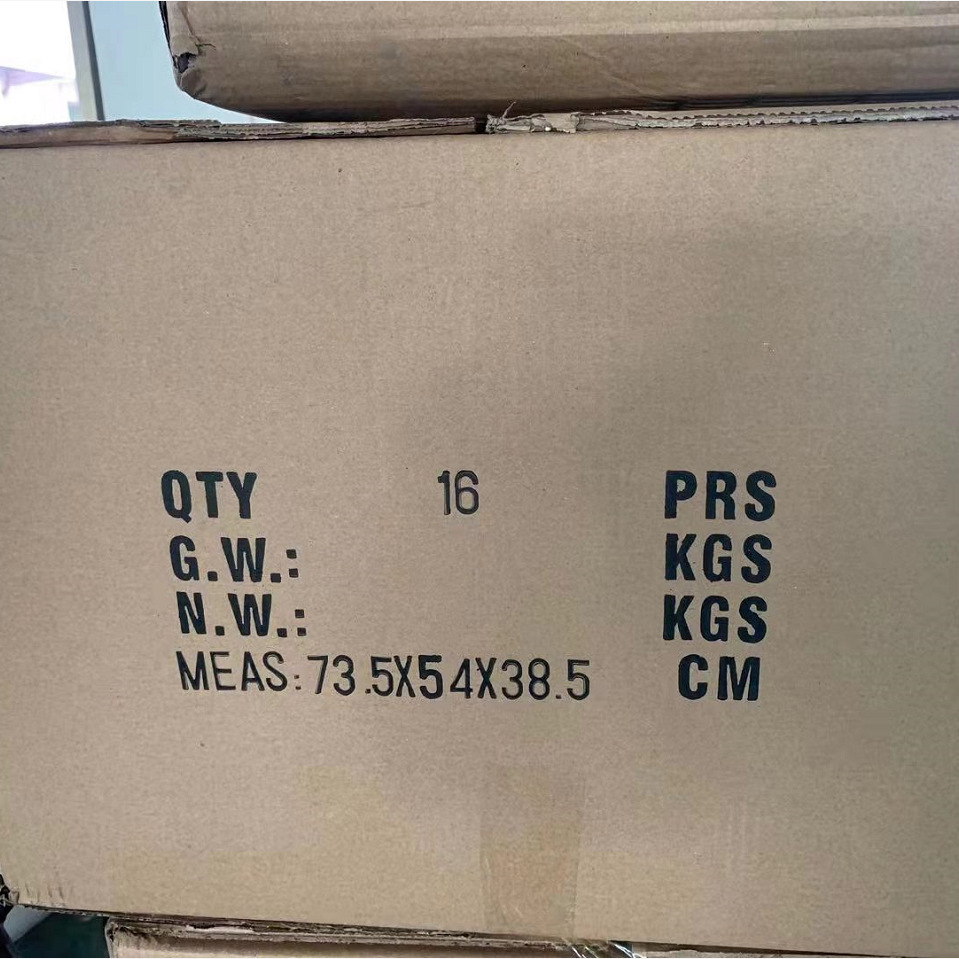 QTY 16 PRS
G.W.: KGS
N.W.: KGS
MEAS: 73.5X54X38.5 CM